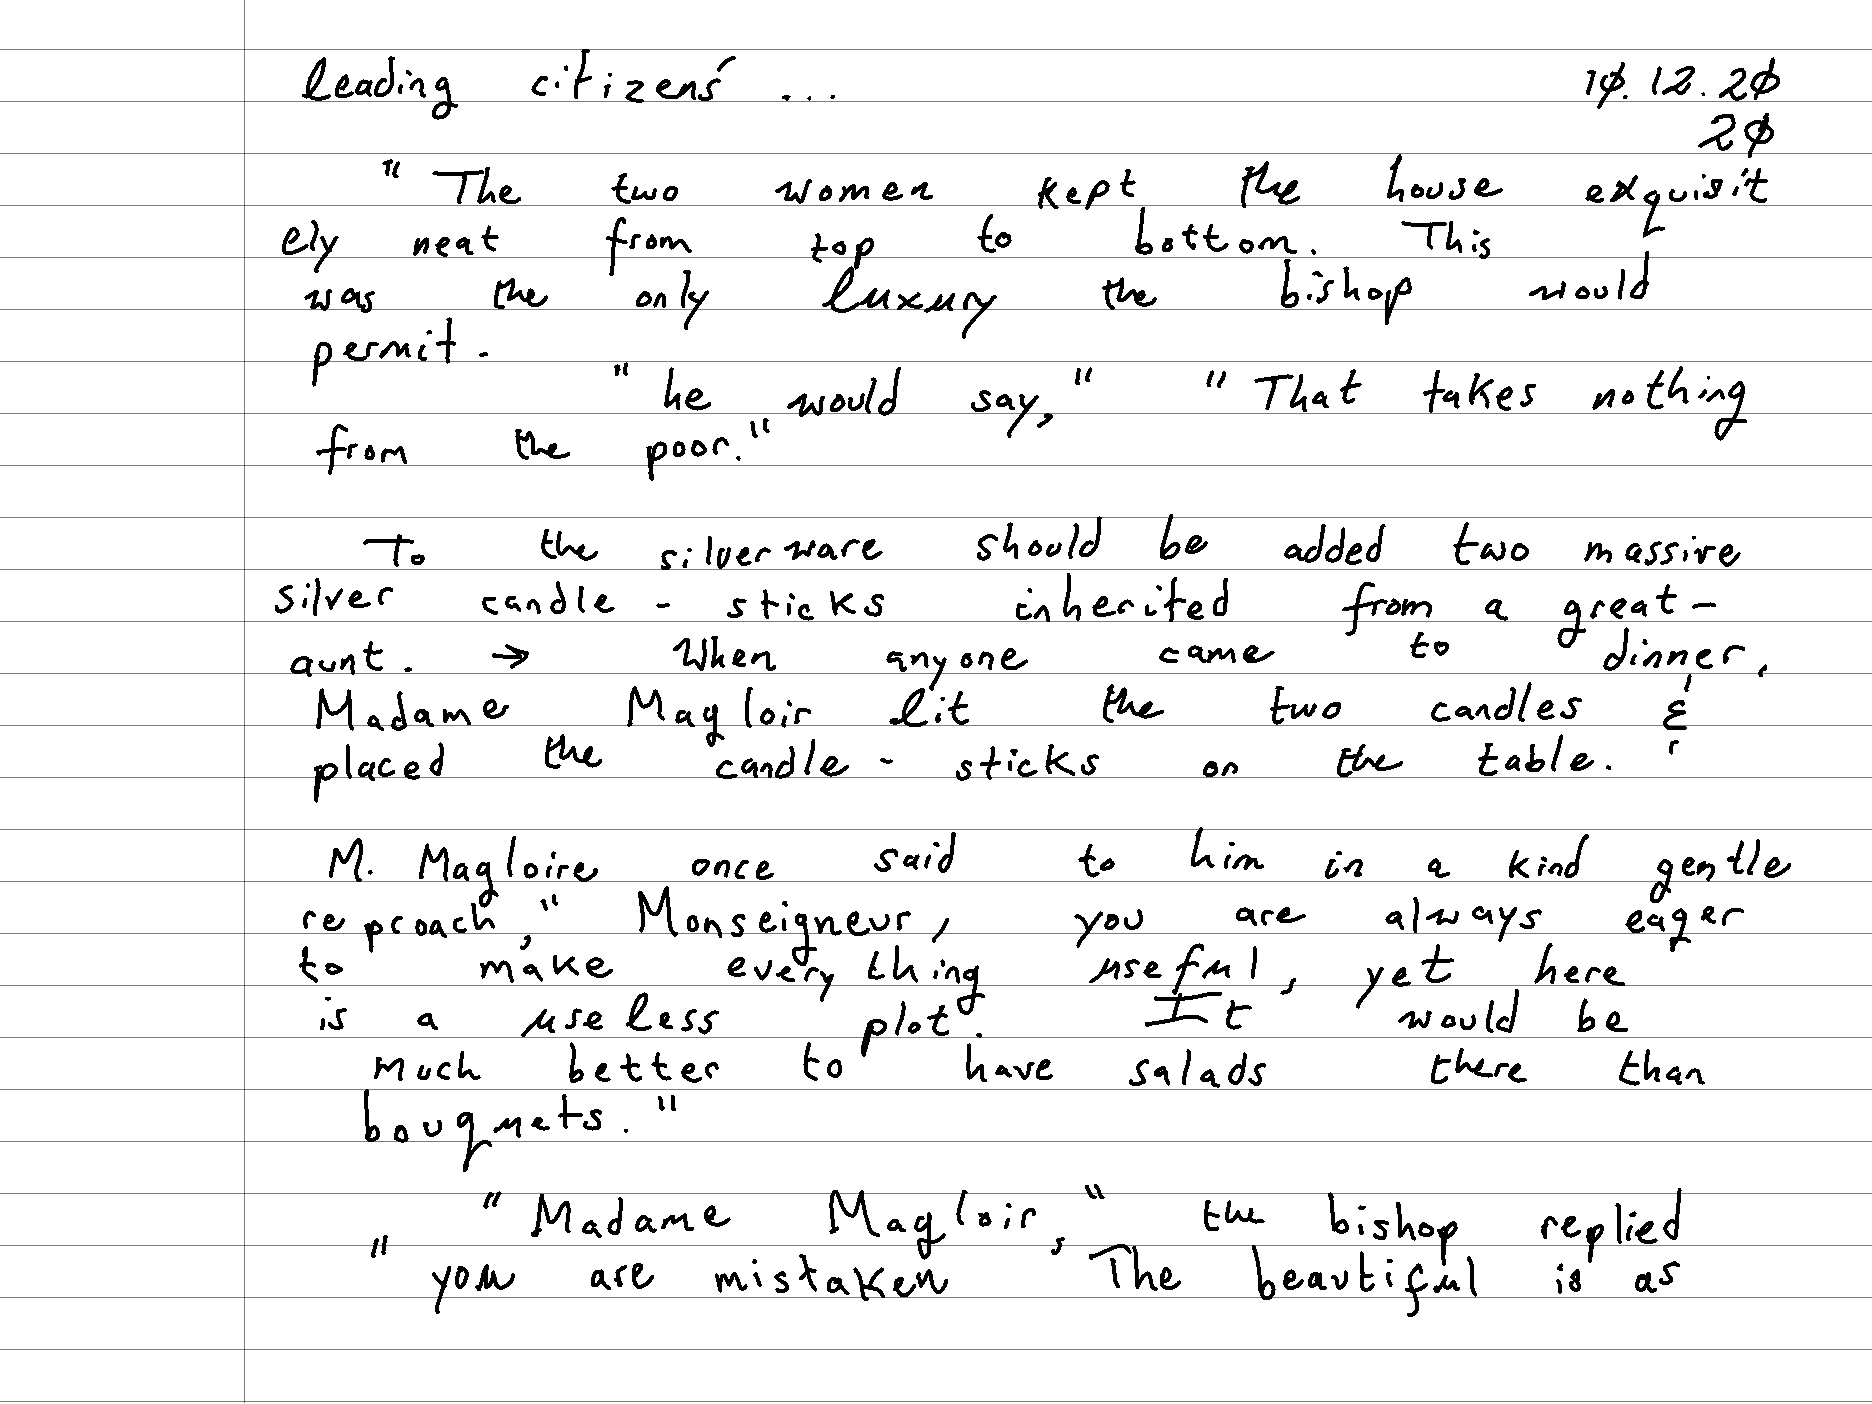 leading citizens' ... 10.12.20
20
"The two women kept the house exquisit
ely neat from top to bottom. This
was the only luxury the bishop would
permit.
"he would say," "That takes nothing
from the poor."
To the silverware should be added two massive
silver candle-sticks inherited from a great-
aunt. → When anyone came to dinner,
Madame Magloir lit the two candles &
placed the candle-sticks on the table.
M. Magloire once said to him in a kind gentle
reproach," Monseigneur, you are always eager
to make everything useful, yet here
is a useless plot. It would be
much better to have salads there than
bouquets."
"Madame Magloir," the bishop replied
"you are mistaken, The beautiful is as